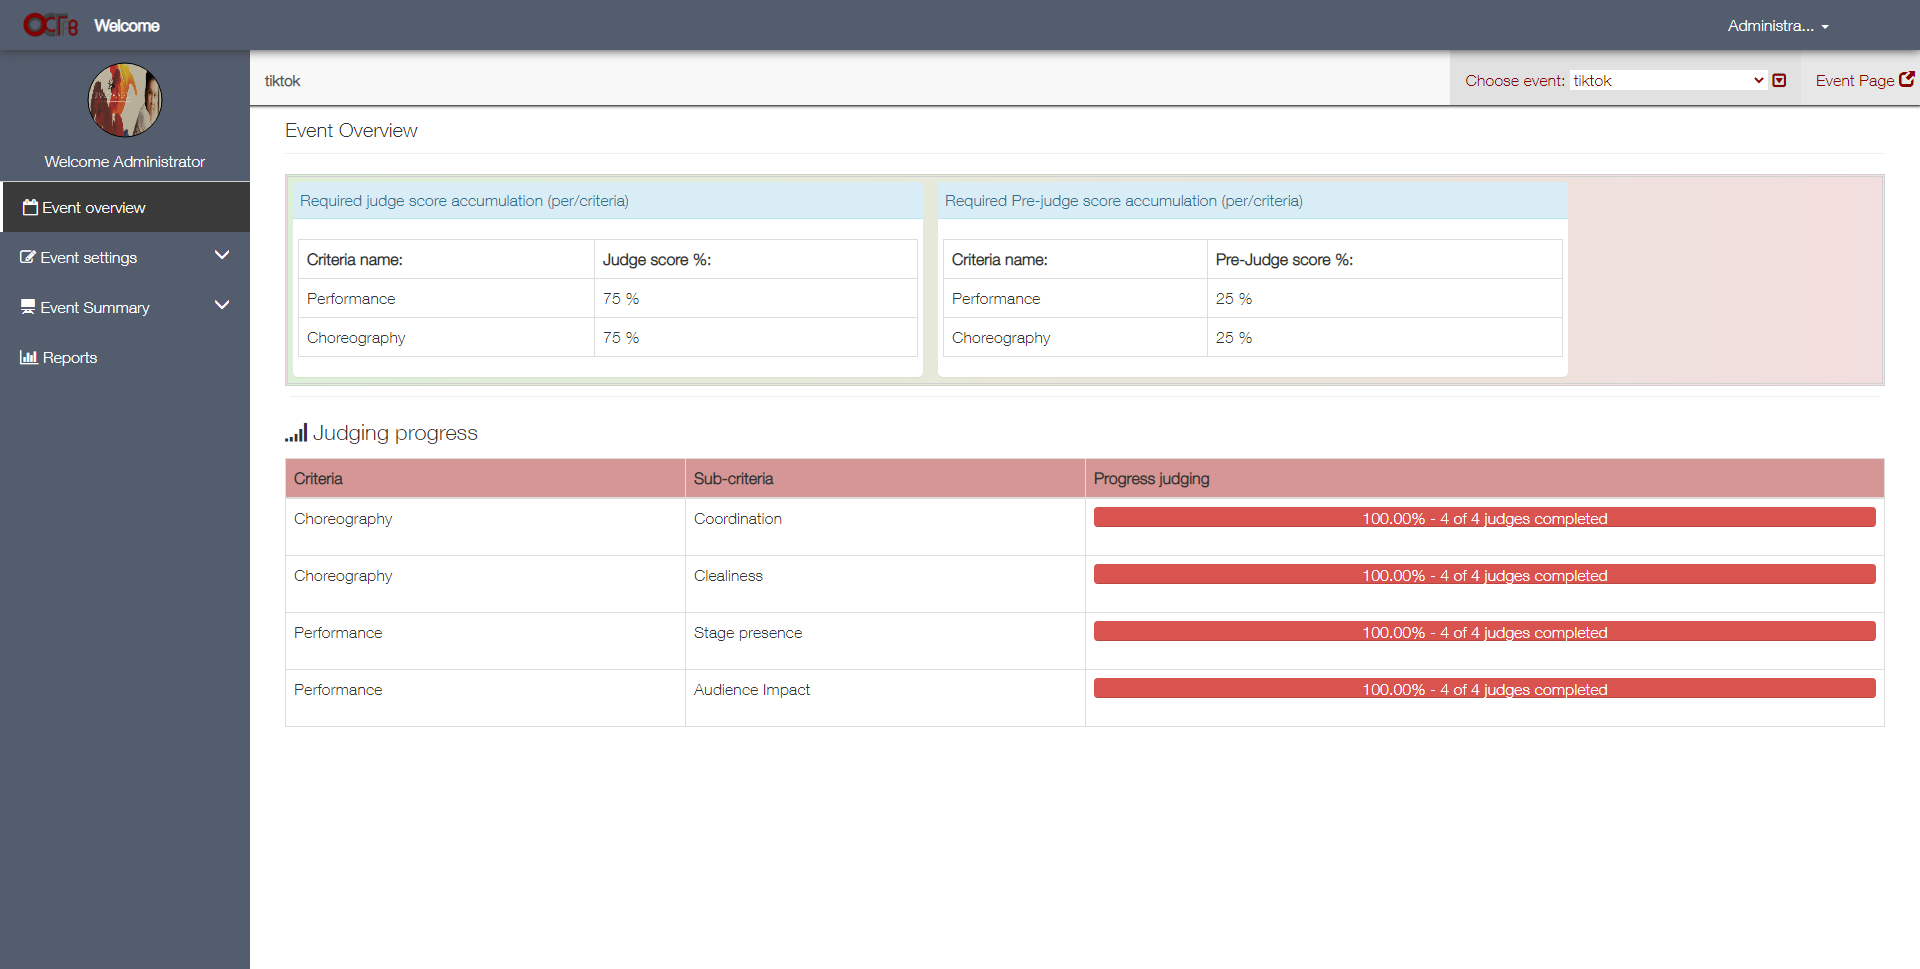 Welcome
Administra...
Welcome Administrator
Event overview
Event settings
Event Summary
Reports
tiktok
Choose event: tiktok
Event Page
Event Overview
Required judge score accumulation (per/criteria)
Criteria name: Judge score %:
Performance 75 %
Choreography 75 %
Required Pre-judge score accumulation (per/criteria)
Criteria name: Pre-Judge score %:
Performance 25 %
Choreography 25 %
Judging progress
Criteria Sub-criteria Progress judging
Choreography Coordination 100.00% - 4 of 4 judges completed
Choreography Clealiness 100.00% - 4 of 4 judges completed
Performance Stage presence 100.00% - 4 of 4 judges completed
Performance Audience Impact 100.00% - 4 of 4 judges completed